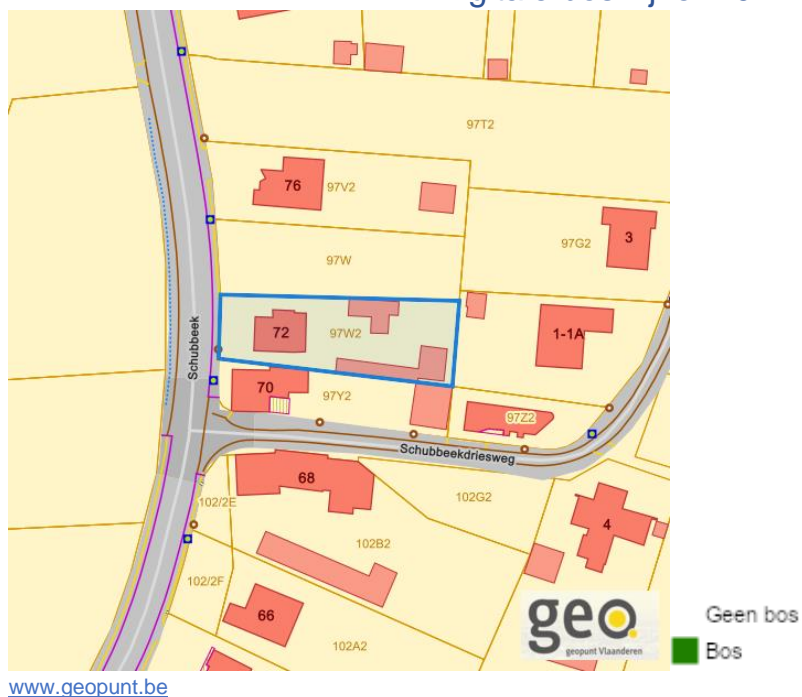 97T2
76
97V2
3
97G2
97W
72
97W2
1-1A
Schubbeek
70
97Y2
97Z2
Schubbeekdriesweg
68
102G2
102/2E
4
102B2
102/2F
66
102A2
geo.
geopunt Vlaanderen
Geen bos
Bos
www.geopunt.be